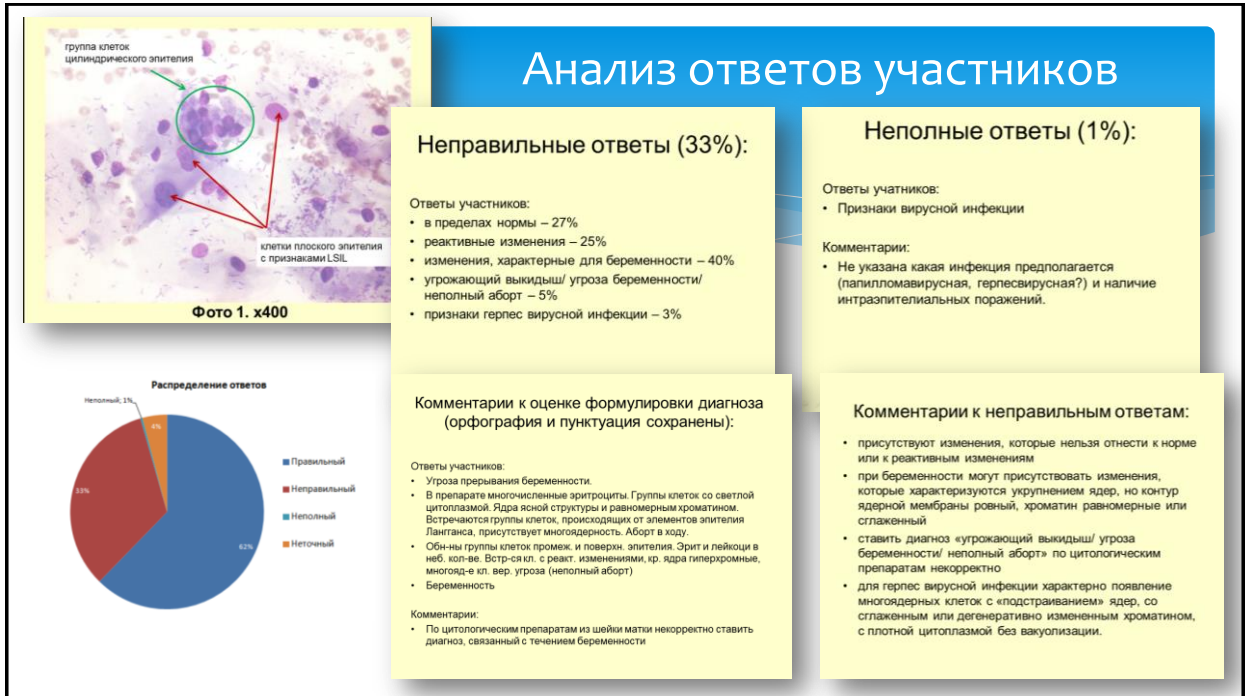 Анализ ответов участников
группа клеток
цилиндрического эпителия
клетки плоского эпителия
с признаками LSIL
Фото 1. х400
Неправильные ответы (33%):
Ответы участников:
• в пределах нормы – 27%
• реактивные изменения – 25%
• изменения, характерные для беременности – 40%
• угрожающий выкидыш/ угроза беременности/
неполный аборт – 5%
• признаки герпес вирусной инфекции – 3%
Неполные ответы (1%):
Ответы учатников:
• Признаки вирусной инфекции
Комментарии:
• Не указана какая инфекция предполагается
(папилломавирусная, герпесвирусная?) и наличие
интраэпителиальных поражений.
Распределение ответов
Неполный; 1%
4%
33%
62%
Правильный
Неправильный
Неполный
Неточный
Комментарии к оценке формулировки диагноза
(орфография и пунктуация сохранены):
Ответы участников:
• Угроза прерывания беременности.
• В препарате многочисленные эритроциты. Группы клеток со светлой
цитоплазмой. Ядра ясной структуры и равномерным хроматином.
Встречаются группы клеток, происходящих от элементов эпителия
Лангганса, присутствует многоядерность. Аборт в ходу.
• Обн-ны группы клеток промеж. и поверхн. эпителия. Эрит и лейкоци в
неб. кол-ве. Встр-ся кл. с реакт. изменениями, кр. ядра гиперхромные,
многояд-е кл. вер. угроза (неполный аборт)
• Беременность
Комментарии:
• По цитологическим препаратам из шейки матки некорректно ставить
диагноз, связанный с течением беременности
Комментарии к неправильным ответам:
• присутствуют изменения, которые нельзя отнести к норме
или к реактивным изменениям
• при беременности могут присутствовать изменения,
которые характеризуются укрупнением ядер, но контур
ядерной мембраны ровный, хроматин равномерные или
сглаженный
• ставить диагноз «угрожающий выкидыш/ угроза
беременности/ неполный аборт» по цитологическим
препаратам некорректно
• для герпес вирусной инфекции характерно появление
многоядерных клеток с «подстраиванием» ядер, со
сглаженным или дегенеративно измененным хроматином,
с плотной цитоплазмой без вакуолизации.